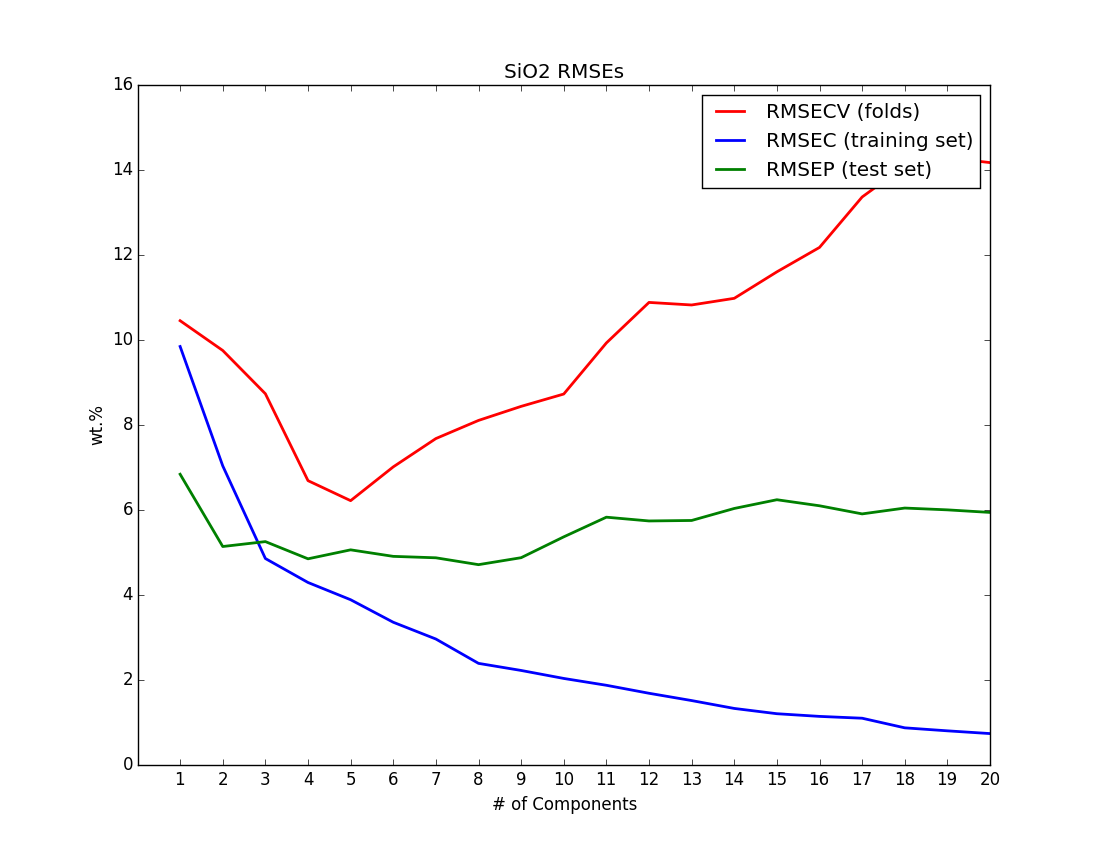 SiO2 RMSEs
16
14
12
10
8
6
4
2
0
wt.%
RMSECV (folds)
RMSEC (training set)
RMSEP (test set)
1 2 3 4 5 6 7 8 9 10 11 12 13 14 15 16 17 18 19 20
# of Components